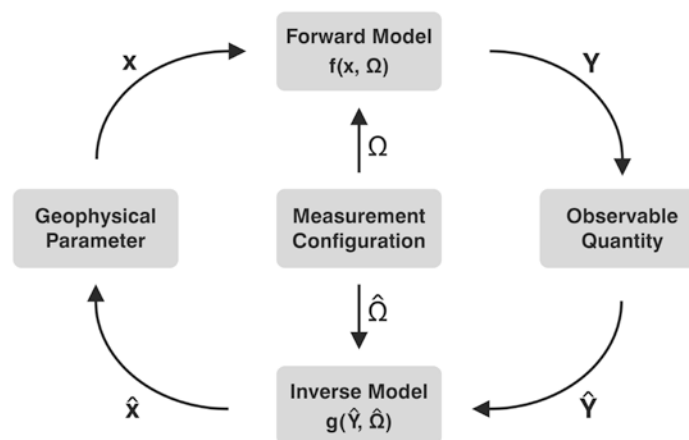 Forward Model
f(x, Ω)
x
Y
Ω
Geophysical
Parameter
Measurement
Configuration
Observable
Quantity
Ω̂
x̂
Inverse Model
g(Ŷ, Ω̂)
Ŷ